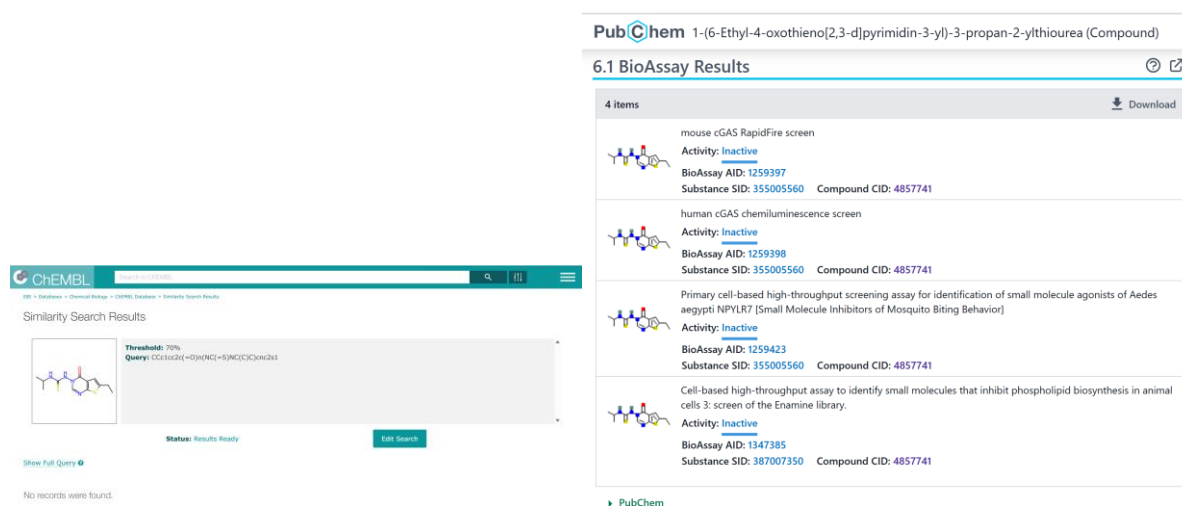 ChEMBL
Search in ChEMBL
EBI > Databases > Chemical Biology > ChEMBL Database > Similarity Search Results
Similarity Search Results
Threshold: 70%
Query: CCc1cc2c(=O)n(NC(=S)NC(C)C)cnc2s1
Status: Results Ready
Edit Search
Show Full Query
No records were found.
PubChem 1-(6-Ethyl-4-oxothieno[2,3-d]pyrimidin-3-yl)-3-propan-2-ylthiourea (Compound)
6.1 BioAssay Results
4 items
Download
mouse cGAS RapidFire screen
Activity: Inactive
BioAssay AID: 1259397
Substance SID: 355005560 Compound CID: 4857741
human cGAS chemiluminescence screen
Activity: Inactive
BioAssay AID: 1259398
Substance SID: 355005560 Compound CID: 4857741
Primary cell-based high-throughput screening assay for identification of small molecule agonists of Aedes
aegypti NPYLR7 [Small Molecule Inhibitors of Mosquito Biting Behavior]
Activity: Inactive
BioAssay AID: 1259423
Substance SID: 355005560 Compound CID: 4857741
Cell-based high-throughput assay to identify small molecules that inhibit phospholipid biosynthesis in animal
cells 3: screen of the Enamine library.
Activity: Inactive
BioAssay AID: 1347385
Substance SID: 387007350 Compound CID: 4857741
PubChem